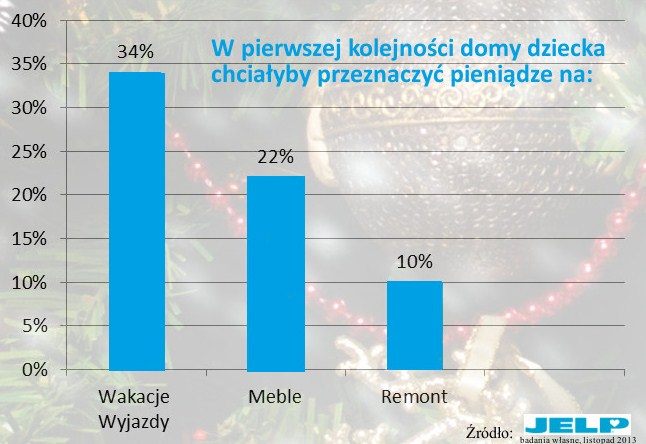 W pierwszej kolejności domy dziecka
chciałyby przeznaczyć pieniądze na:
40%
35%
30%
25%
20%
15%
10%
5%
0%
34%
22%
10%
Wakacje
Wyjazdy
Meble
Remont
Źródło: JELP
badania własne, listopad 2013